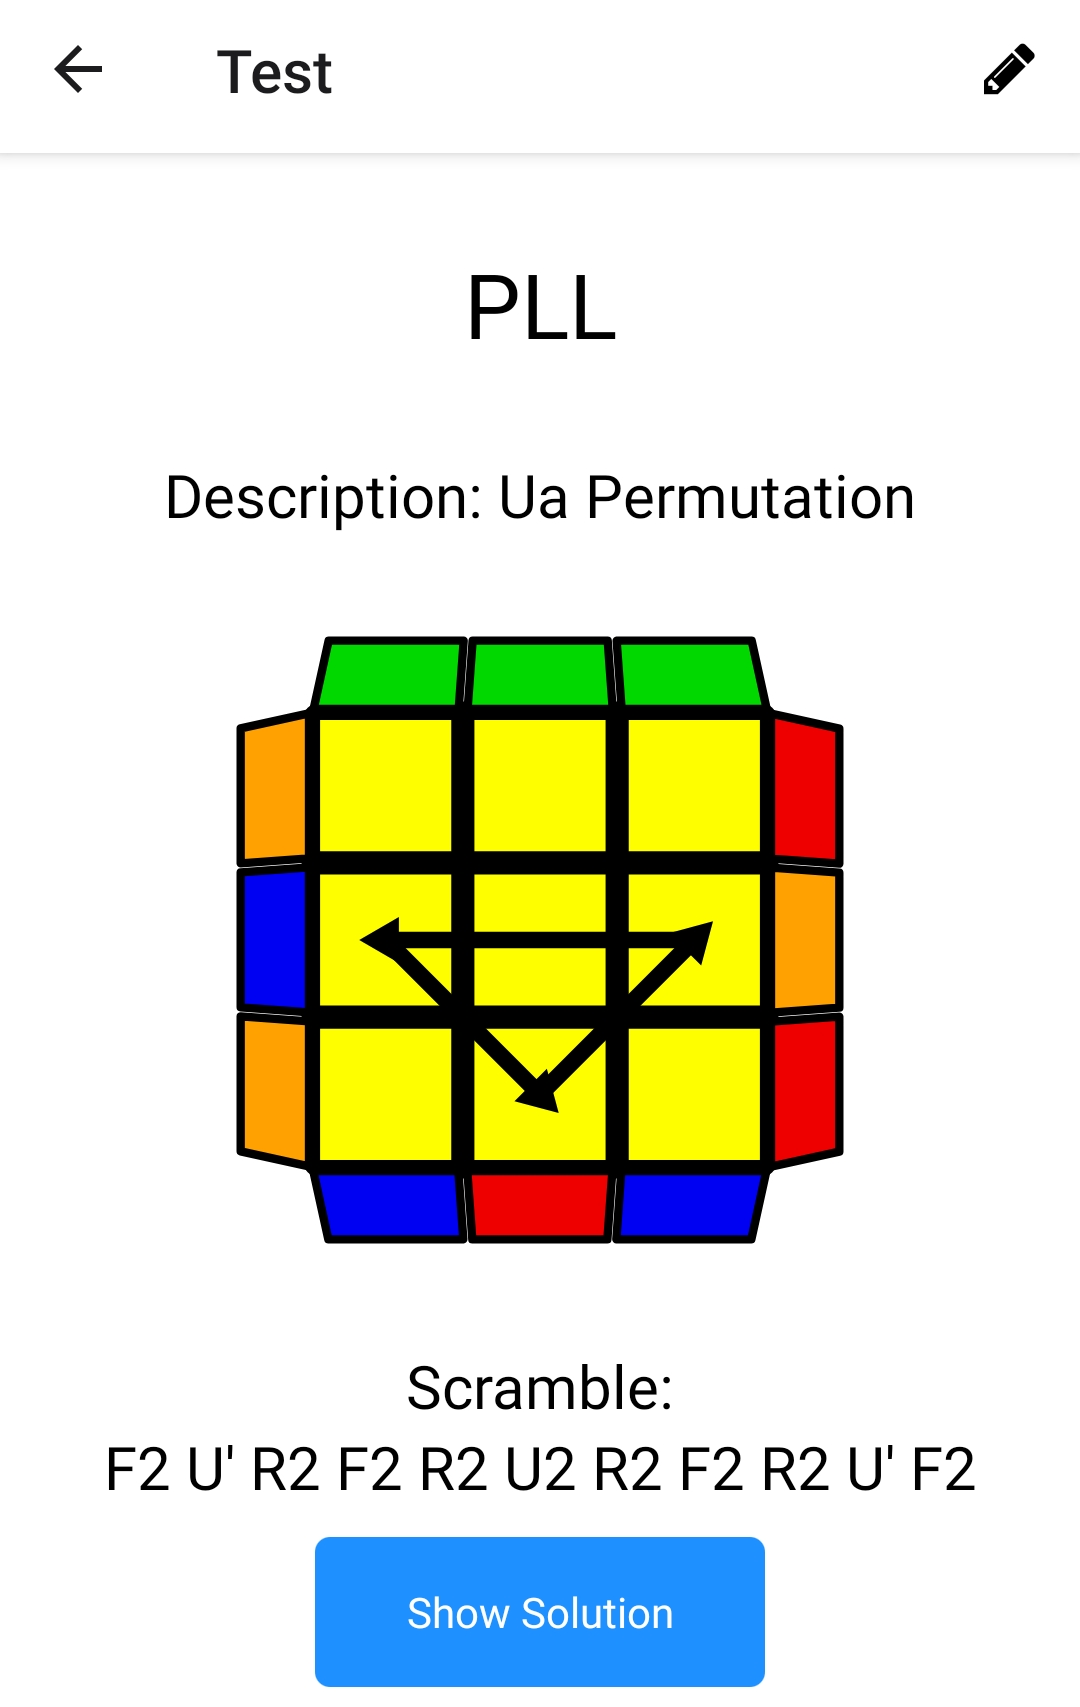 Test
PLL
Description: Ua Permutation
Scramble:
F2 U' R2 F2 R2 U2 R2 F2 R2 U' F2
Show Solution